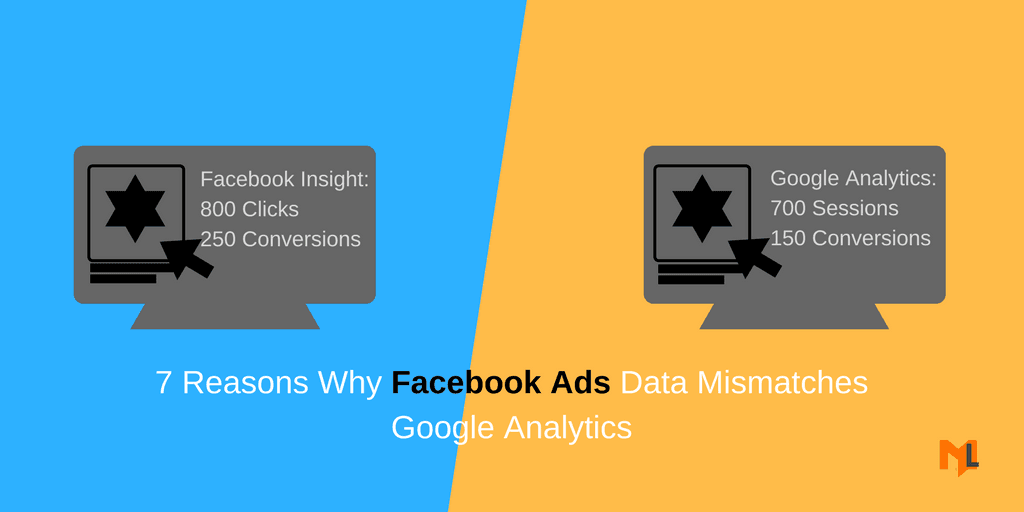 Facebook Insight:
800 Clicks
250 Conversions
Google Analytics:
700 Sessions
150 Conversions
7 Reasons Why Facebook Ads Data Mismatches
Google Analytics
ML